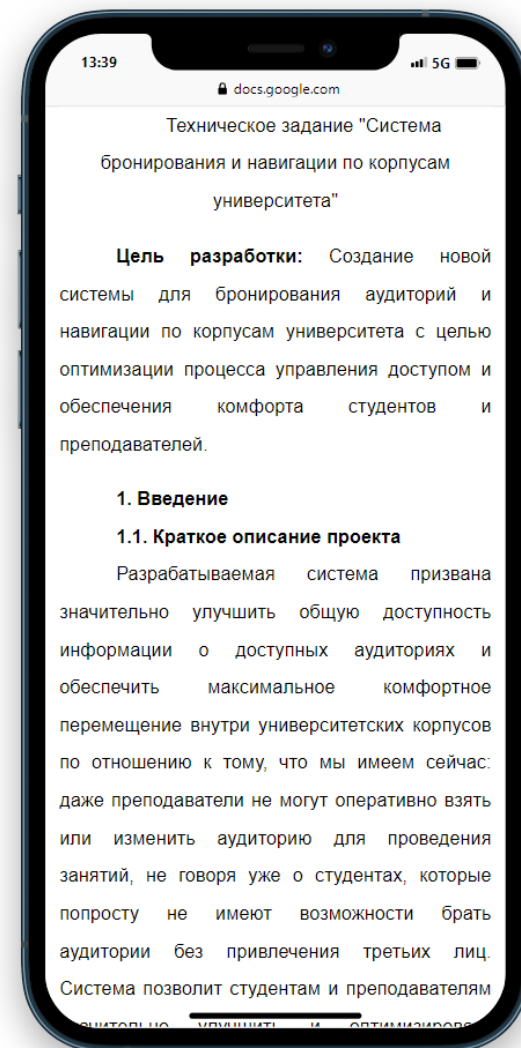 13:39
5G
docs.google.com
Техническое задание "Система
бронирования и навигации по корпусам
университета"
Цель разработки: Создание новой
системы для бронирования аудиторий и
навигации по корпусам университета с целью
оптимизации процесса управления доступом и
обеспечения комфорта студентов и
преподавателей.
1. Введение
1.1. Краткое описание проекта
Разрабатываемая система призвана
значительно улучшить общую доступность
информации о доступных аудиториях и
обеспечить максимальное комфортное
перемещение внутри университетских корпусов
по отношению к тому, что мы имеем сейчас:
даже преподаватели не могут оперативно взять
или изменить аудиторию для проведения
занятий, не говоря уже о студентах, которые
попросту не имеют возможности брать
аудитории без привлечения третьих лиц.
Система позволит студентам и преподавателям
улучшить и